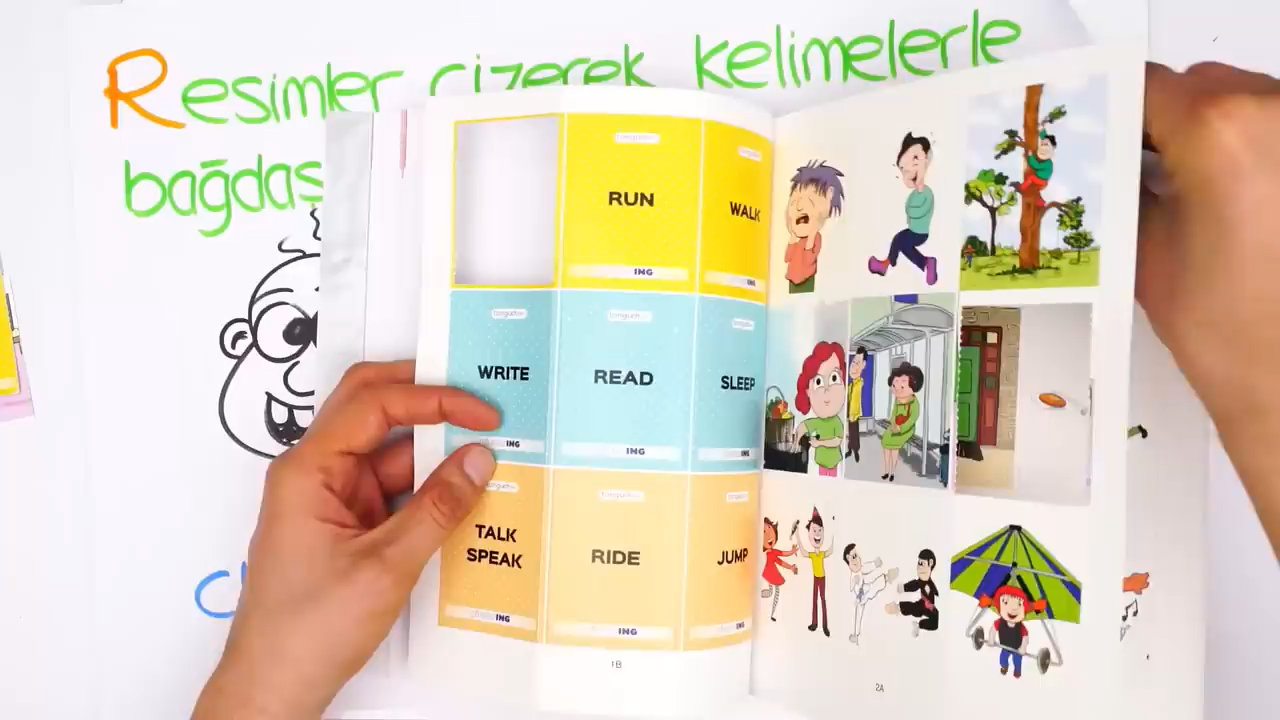 Resimler çizerek kelimelerle
bağdaş
RUN
WALK
ING
ING
ING
WRITE
READ
SLEEP
ING
ING
ING
TALK
SPEAK
RIDE
JUMP
ING
ING
ING
1B
2A